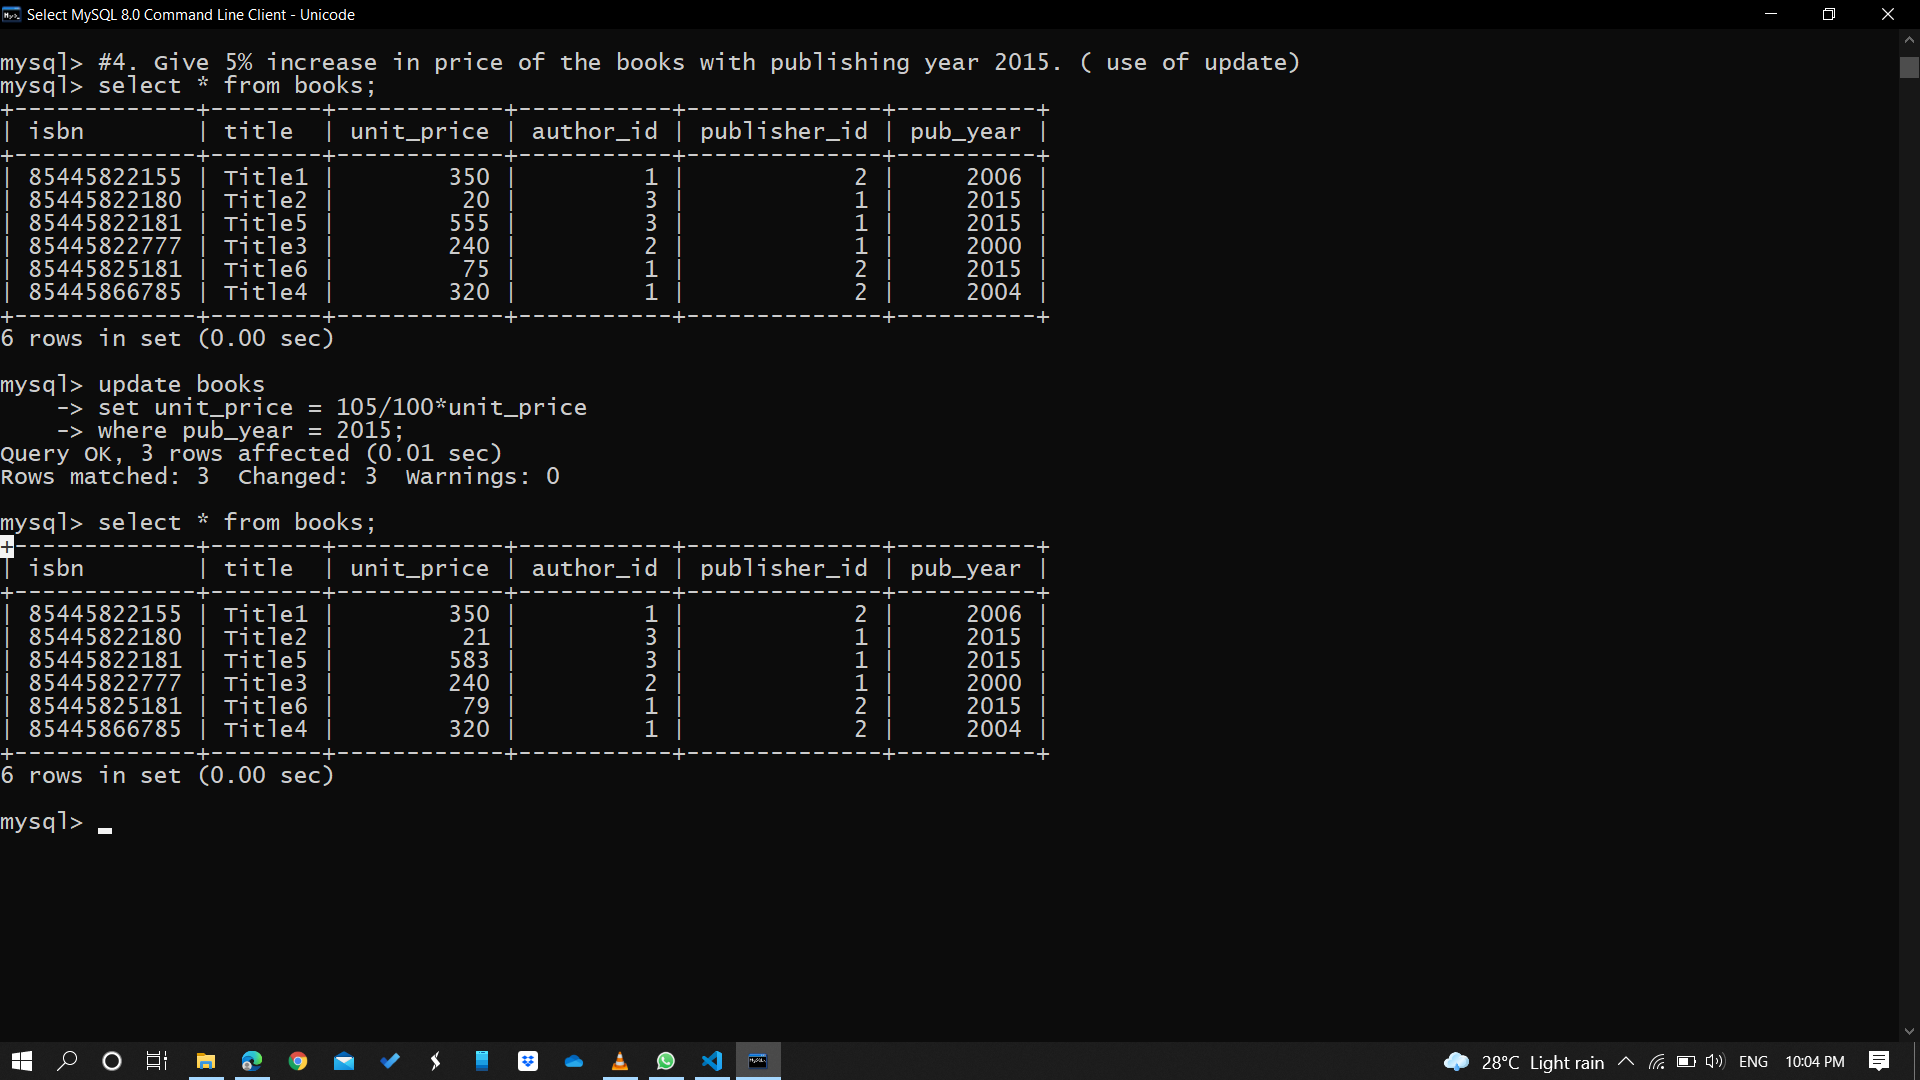 Select MySQL 8.0 Command Line Client - Unicode
mysql> #4. Give 5% increase in price of the books with publishing year 2015. ( use of update)
mysql> select * from books;
+-------------+--------+------------+-----------+--------------+----------+
| isbn        | title  | unit_price | author_id | publisher_id | pub_year |
+-------------+--------+------------+-----------+--------------+----------+
| 85445822155 | Title1 |        350 |         1 |            2 |     2006 |
| 85445822180 | Title2 |         20 |         3 |            1 |     2015 |
| 85445822181 | Title5 |        555 |         3 |            1 |     2015 |
| 85445822777 | Title3 |        240 |         2 |            1 |     2000 |
| 85445825181 | Title6 |         75 |         1 |            2 |     2015 |
| 85445866785 | Title4 |        320 |         1 |            2 |     2004 |
+-------------+--------+------------+-----------+--------------+----------+
6 rows in set (0.00 sec)
mysql> update books
    -> set unit_price = 105/100*unit_price
    -> where pub_year = 2015;
Query OK, 3 rows affected (0.01 sec)
Rows matched: 3  Changed: 3  Warnings: 0
mysql> select * from books;
+-------------+--------+------------+-----------+--------------+----------+
| isbn        | title  | unit_price | author_id | publisher_id | pub_year |
+-------------+--------+------------+-----------+--------------+----------+
| 85445822155 | Title1 |        350 |         1 |            2 |     2006 |
| 85445822180 | Title2 |         21 |         3 |            1 |     2015 |
| 85445822181 | Title5 |        583 |         3 |            1 |     2015 |
| 85445822777 | Title3 |        240 |         2 |            1 |     2000 |
| 85445825181 | Title6 |         79 |         1 |            2 |     2015 |
| 85445866785 | Title4 |        320 |         1 |            2 |     2004 |
+-------------+--------+------------+-----------+--------------+----------+
6 rows in set (0.00 sec)
mysql>
28°C Light rain ENG 10:04 PM